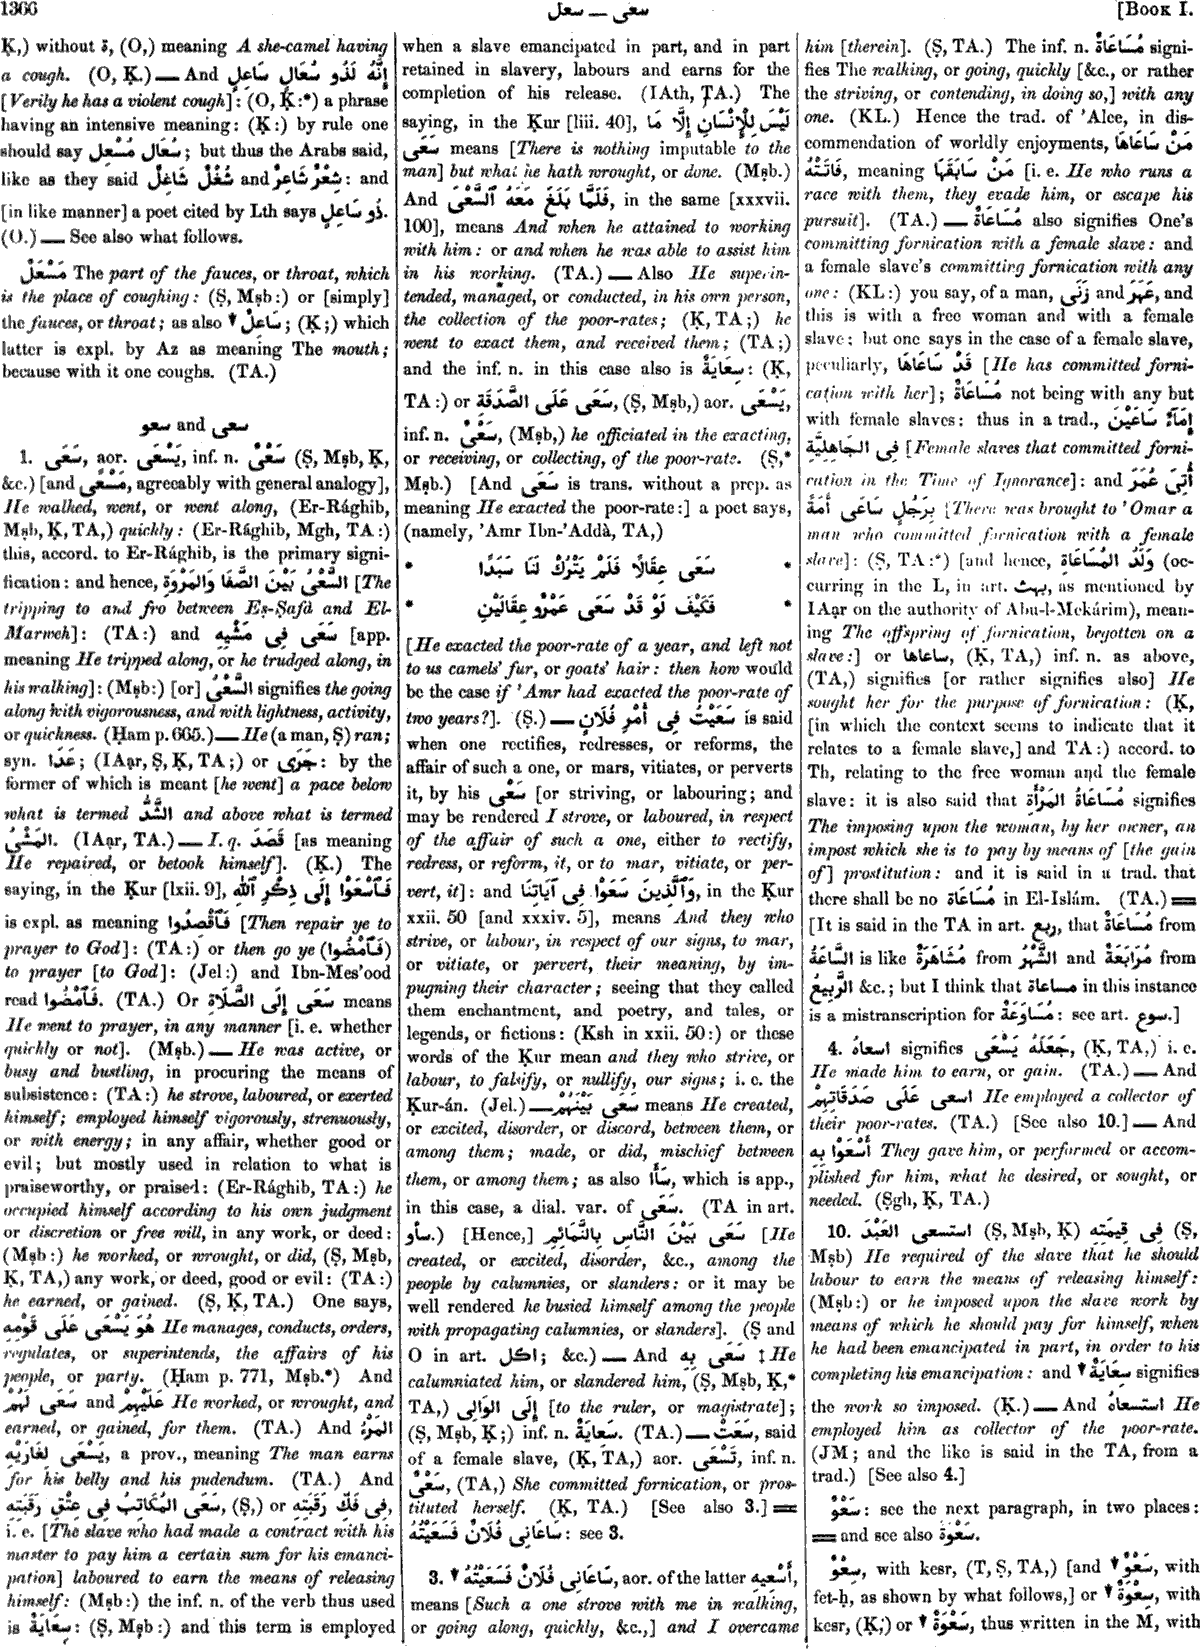 1366
سعى — سعل
[BOOK I.
Ḳ,) without ة, (O,) meaning A she-camel having
a cough. (O, Ḳ.) — And إِنَّهُ لَذُو سُعَالٍ سَاعِلٍ
[Verily he has a violent cough]: (O, Ḳ:*) a phrase
having an intensive meaning: (Ḳ:) by rule one
should say سُعَالٌ مُسْعِلٌ; but thus the Arabs said,
like as they said شُغْلٌ شَاغِلٌ and شِعْرٌ شَاعِرٌ: and
[in like manner] a poet cited by Lth says ذُو سَاعِلٍ.
(O.) — See also what follows.
مَسْعَلٌ The part of the fauces, or throat, which
is the place of coughing: (Ṣ, Mṣb:) or [simply]
the fauces, or throat; as also ▼ سَاعِلٌ; (Ḳ;) which
latter is expl. by Az as meaning The mouth;
because with it one coughs. (TA.)
سعى and سعو
1. سَعَى, aor. يَسْعَى, inf. n. سَعْىٌ (Ṣ, Mṣb, Ḳ,
&c.) [and مَسْعًى, agreeably with general analogy],
He walked, went, or went along, (Er-Rághib,
Mṣb, Ḳ, TA,) quickly: (Er-Rághib, Mgh, TA:)
this, accord. to Er-Rághib, is the primary signi-
fication: and hence, السَّعْىُ بَيْنَ الصَّفَا وَالمَرْوَةِ [The
tripping to and fro between Eṣ-Ṣafà and El-
Marweh]: (TA:) and سَعَى فِى مَشْيِهِ [app.
meaning He tripped along, or he trudged along, in
his walking]: (Mṣb:) [or] السَّعْىُ signifies the going
along with vigorousness, and with lightness, activity,
or quickness. (Ḥam p. 665.) — He (a man, Ṣ) ran;
syn. عَدَا; (IAạr, Ṣ, Ḳ, TA;) or جَرَى: by the
former of which is meant [he went] a pace below
what is termed الشَّدُّ and above what is termed
المَشْىُ. (IAạr, TA.) — I. q. قَصَدَ [as meaning
He repaired, or betook himself]. (Ḳ.) The
saying, in the Ḳur [lxii. 9], فَٱسْعَوْا إِلَى ذِكْرِ ٱللّٰهِ
is expl. as meaning فَٱقْصِدُوا [Then repair ye to
prayer to God]: (TA:) or then go ye (فَٱمْضُوا)
to prayer [to God]: (Jel:) and Ibn-Mes'ood
read فَٱمْضُوا. (TA.) Or سَعَى إِلَى الصَّلَاةِ means
He went to prayer, in any manner [i. e. whether
quickly or not]. (Mṣb.) — He was active, or
busy and bustling, in procuring the means of
subsistence: (TA:) he strove, laboured, or exerted
himself; employed himself vigorously, strenuously,
or with energy; in any affair, whether good or
evil; but mostly used in relation to what is
praiseworthy, or praised: (Er-Rághib, TA:) he
occupied himself according to his own judgment
or discretion or free will, in any work, or deed:
(Mṣb:) he worked, or wrought, or did, (Ṣ, Mṣb,
Ḳ, TA,) any work, or deed, good or evil: (TA:)
he earned, or gained. (Ṣ, Ḳ, TA.) One says,
هُوَ يَسْعَى عَلَى قَوْمِهِ He manages, conducts, orders,
regulates, or superintends, the affairs of his
people, or party. (Ḥam p. 771, Mṣb.*) And
سَعَى لَهُمْ and عَلَيْهِمْ He worked, or wrought, and
earned, or gained, for them. (TA.) And المَرْءُ
يَسْعَى لِغَارَيْهِ, a prov., meaning The man earns
for his belly and his pudendum. (TA.) And
سَعَى المُكَاتَبُ فِى عِتْقِ رَقَبَتِهِ, (Ṣ,) or فِى فَكِّ رَقَبَتِهِ,
i. e. [The slave who had made a contract with his
master to pay him a certain sum for his emanci-
pation] laboured to earn the means of releasing
himself: (Mṣb:) the inf. n. of the verb thus used
is سِعَايَةٌ: (Ṣ, Mṣb:) and this term is employed
when a slave emancipated in part, and in part
retained in slavery, labours and earns for the
completion of his release. (IAth, TA.) The
saying, in the Ḳur [liii. 40], لَيْسَ لِلْإِنْسَانِ إِلَّا مَا
سَعَى means [There is nothing imputable to the
man] but what he hath wrought, or done. (Mṣb.)
And فَلَمَّا بَلَغَ مَعَهُ ٱلسَّعْىَ, in the same [xxxvii.
100], means And when he attained to working
with him: or and when he was able to assist him
in his working. (TA.) — Also He superin-
tended, managed, or conducted, in his own person,
the collection of the poor-rates; (Ḳ, TA;) he
went to exact them, and received them; (TA;)
and the inf. n. in this case also is سِعَايَةٌ: (Ḳ,
TA:) or سَعَى عَلَى الصَّدَقَةِ, (Ṣ, Mṣb,) aor. يَسْعَى,
inf. n. سَعْىٌ, (Mṣb,) he officiated in the exacting,
or receiving, or collecting, of the poor-rate. (Ṣ,*
Mṣb.) [And سَعَى is trans. without a prep. as
meaning He exacted the poor-rate:] a poet says,
(namely, 'Amr Ibn-'Addà, TA,)
* سَعَى عِقَالًا فَلَمْ يَتْرُكْ لَنَا سَبَدًا *
* فَكَيْفَ لَوْ قَدْ سَعَى عَمْرٌو عِقَالَيْنِ *
[He exacted the poor-rate of a year, and left not
to us camels' fur, or goats' hair: then how would
be the case if 'Amr had exacted the poor-rate of
two years?]. (Ṣ.) — سَعَيْتُ فِى أَمْرِ فُلَانٍ is said
when one rectifies, redresses, or reforms, the
affair of such a one, or mars, vitiates, or perverts
it, by his سَعْى [or striving, or labouring; and
may be rendered I strove, or laboured, in respect
of the affair of such a one, either to rectify,
redress, or reform, it, or to mar, vitiate, or per-
vert, it]: and وَٱلَّذِينَ سَعَوْا فِى آيَاتِنَا, in the Ḳur
xxii. 50 [and xxxiv. 5], means And they who
strive, or labour, in respect of our signs, to mar,
or vitiate, or pervert, their meaning, by im-
pugning their character; seeing that they called
them enchantment, and poetry, and tales, or
legends, or fictions: (Ksh in xxii. 50:) or these
words of the Ḳur mean and they who strive, or
labour, to falsify, or nullify, our signs; i. e. the
Ḳur-án. (Jel.) — سَعَى بَيْنَهُمْ means He created,
or excited, disorder, or discord, between them, or
among them; made, or did, mischief between
them, or among them; as also سَأَا, which is app.,
in this case, a dial. var. of سَعَى. (TA in art.
سأو.) [Hence,] سَعَى بَيْنَ النَّاسِ بِالنَّمَائِمِ [He
created, or excited, disorder, &c., among the
people by calumnies, or slanders: or it may be
well rendered he busied himself among the people
with propagating calumnies, or slanders]. (Ṣ and
O in art. اكل; &c.) — And سَعَى بِهِ ‡ He
calumniated him, or slandered him, (Ṣ, Mṣb, Ḳ,*
TA,) إِلَى الوَالِى [to the ruler, or magistrate];
(Ṣ, Mṣb, Ḳ;) inf. n. سِعَايَةٌ. (TA.) — سَعَتْ, said
of a female slave, (Ḳ, TA,) aor. تَسْعَى, inf. n.
سَعْىٌ, (TA,) She committed fornication, or pros-
tituted herself. (Ḳ, TA.) [See also 3.] ==
سَاعَانِى فُلَانٌ فَسَعَيْتُهُ: see 3.
3. ▼ سَاعَانِى فُلَانٌ فَسَعَيْتُهُ, aor. of the latter أَسْعِيهِ,
means [Such a one strove with me in walking,
or going along, quickly, &c.,] and I overcame
him [therein]. (Ṣ, TA.) The inf. n. مُسَاعَاةٌ signi-
fies The walking, or going, quickly [&c., or rather
the striving, or contending, in doing so,] with any
one. (KL.) Hence the trad. of 'Alee, in dis-
commendation of worldly enjoyments, مَنْ سَاعَاهَا
فَاتَتْهُ, meaning مَنْ سَابَقَهَا [i. e. He who runs a
race with them, they evade him, or escape his
pursuit]. (TA.) — مُسَاعَاةٌ also signifies One's
committing fornication with a female slave: and
a female slave's committing fornication with any
one: (KL:) you say, of a man, زَنَى and عَهَرَ, and
this is with a free woman and with a female
slave: but one says in the case of a female slave,
peculiarly, قَدْ سَاعَاهَا [He has committed forni-
cation with her]; مُسَاعَاةٌ not being with any but
with female slaves: thus in a trad., إِمَآءٌ سَاعَيْنَ
فِى الجَاهِلِيَّةِ [Female slaves that committed forni-
cation in the Time of Ignorance]: and أُتِىَ عُمَرُ
بِرَجُلٍ سَاعَى أَمَةً [There was brought to 'Omar a
man who committed fornication with a female
slave]: (Ṣ, TA:*) [and hence, وَلَدُ المُسَاعَاةِ (oc-
curring in the L, in art. بهث, as mentioned by
IAạr on the authority of Abu-l-Mekárim), mean-
ing The offspring of fornication, begotten on a
slave:] or ساعاها, (Ḳ, TA,) inf. n. as above,
(TA,) signifies [or rather signifies also] He
sought her for the purpose of fornication: (Ḳ,
[in which the context seems to indicate that it
relates to a female slave,] and TA:) accord. to
Th, relating to the free woman and the female
slave: it is also said that مُسَاعَاةُ المَرْأَةِ signifies
The imposing upon the woman, by her owner, an
impost which she is to pay by means of [the gain
of] prostitution: and it is said in a trad. that
there shall be no مُسَاعَاة in El-Islám. (TA.) ==
[It is said in the TA in art. ربع, that مُسَاعَاةٌ from
السَّاعَةُ is like مُشَاهَرَةٌ from الشَّهْرُ and مُرَابَعَةٌ from
الرَّبِيعُ &c.; but I think that مساعاة in this instance
is a mistranscription for مُسَاوَعَةٌ: see art. سوع.]
4. اسعاهُ signifies جَعَلَهُ يَسْعَى, (Ḳ, TA,) i. e.
He made him to earn, or gain. (TA.) — And
اسعى عَلَى صَدَقَاتِهِمْ He employed a collector of
their poor-rates. (TA.) [See also 10.] — And
أَسْعَوْا بِهِ They gave him, or performed or accom-
plished for him, what he desired, or sought, or
needed. (Ṣgh, Ḳ, TA.)
10. استسعى العَبْدَ (Ṣ, Mṣb, Ḳ) فِى قِيمَتِهِ (Ṣ,
Mṣb) He required of the slave that he should
labour to earn the means of releasing himself:
(Mṣb:) or he imposed upon the slave work by
means of which he should pay for himself, when
he had been emancipated in part, in order to his
completing his emancipation: and ▼ سِعَايَةٌ signifies
the work so imposed. (Ḳ.) — And استسعاهُ He
employed him as collector of the poor-rate.
(JM; and the like is said in the TA, from a
trad.) [See also 4.]
سَعْوٌ: see the next paragraph, in two places:
== and see also سَعْوَةٌ.
سِعْوٌ, with kesr, (T, Ṣ, TA,) [and ▼ سَعْوٌ, with
fet-ḥ, as shown by what follows,] or ▼ سِعْوَةٌ, with
kesr, (Ḳ;) or ▼ سَعْوَةٌ, thus written in the M, with